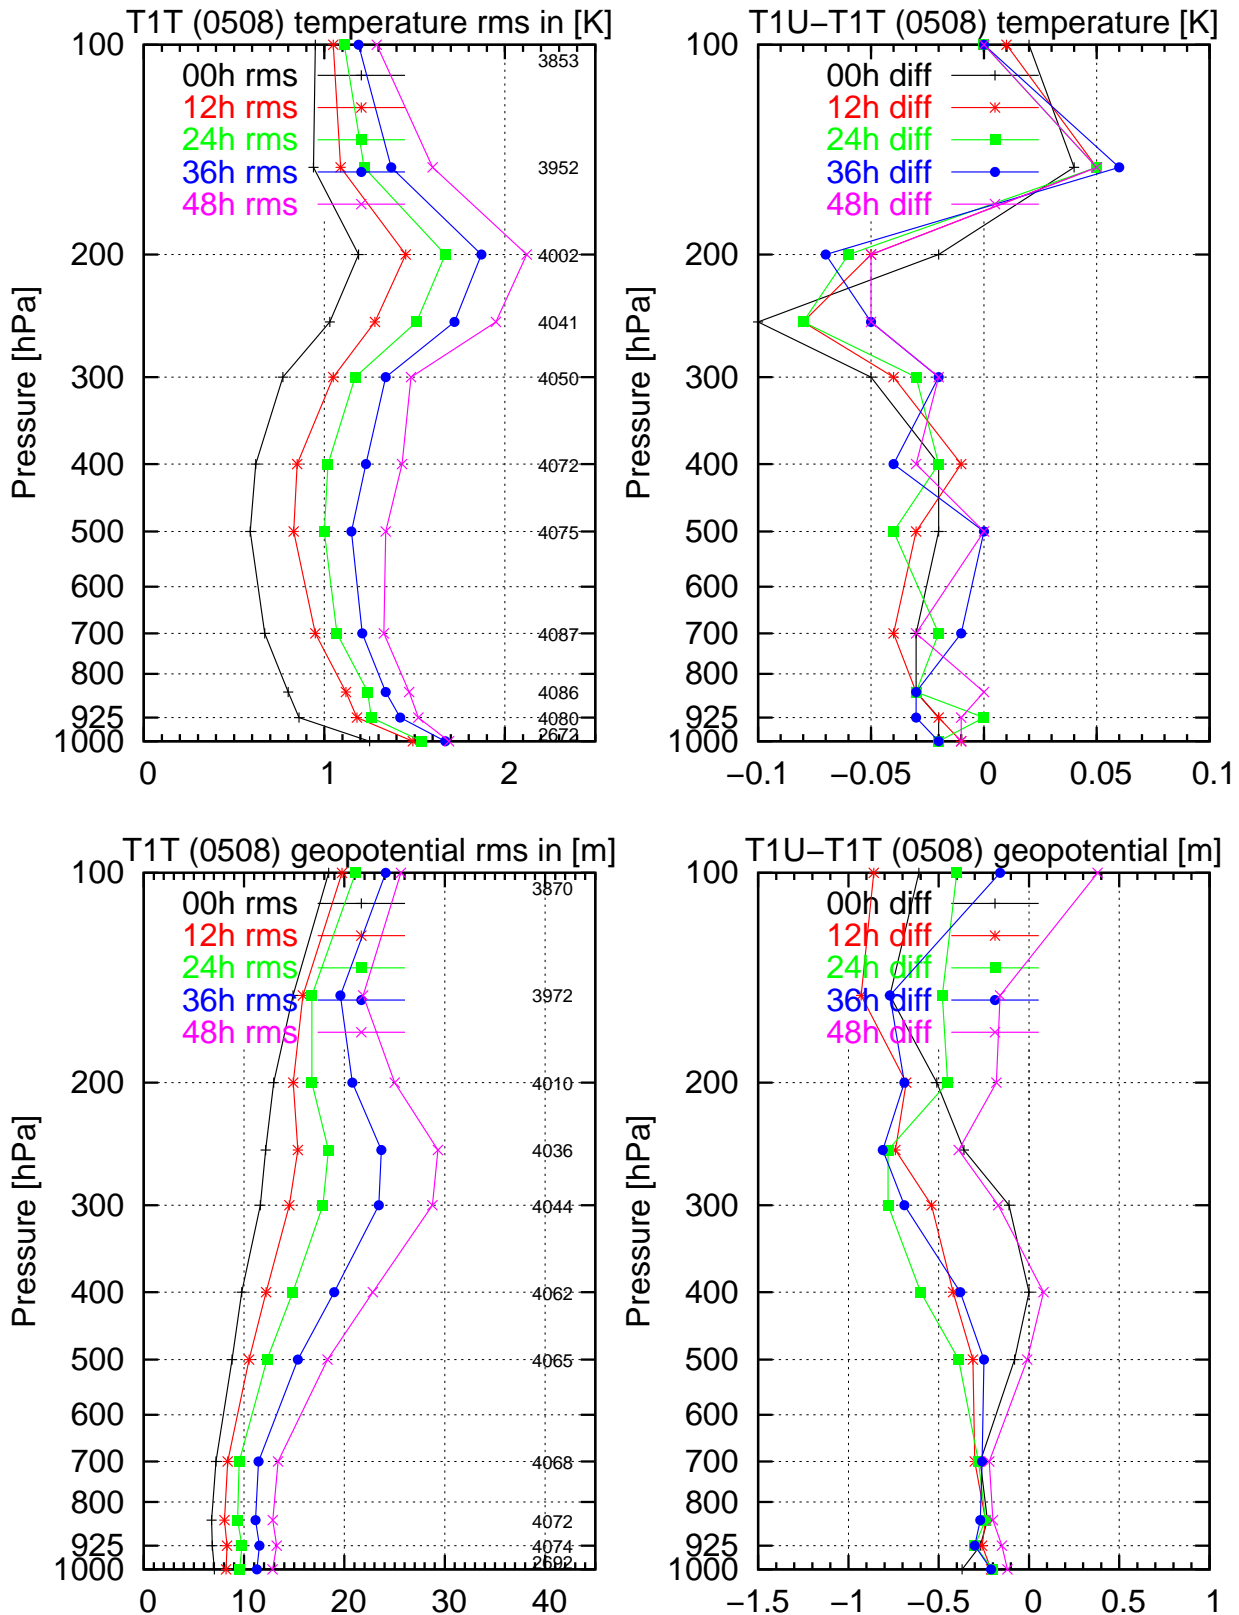 T1T (0508) temperature rms in [K]
100
200
300
400
500
600
700
800
925
1000
Pressure [hPa]
00h rms
12h rms
24h rms
36h rms
48h rms
3853
3952
4002
4041
4050
4072
4075
4087
4086
4080
2672
0 1 2
T1U−T1T (0508) temperature [K]
100
200
300
400
500
600
700
800
925
1000
Pressure [hPa]
00h diff
12h diff
24h diff
36h diff
48h diff
−0.1 −0.05 0 0.05 0.1
T1T (0508) geopotential rms in [m]
100
200
300
400
500
600
700
800
925
1000
Pressure [hPa]
00h rms
12h rms
24h rms
36h rms
48h rms
3870
3972
4010
4036
4044
4062
4065
4068
4072
4074
2692
0 10 20 30 40
T1U−T1T (0508) geopotential [m]
100
200
300
400
500
600
700
800
925
1000
Pressure [hPa]
00h diff
12h diff
24h diff
36h diff
48h diff
−1.5 −1 −0.5 0 0.5 1